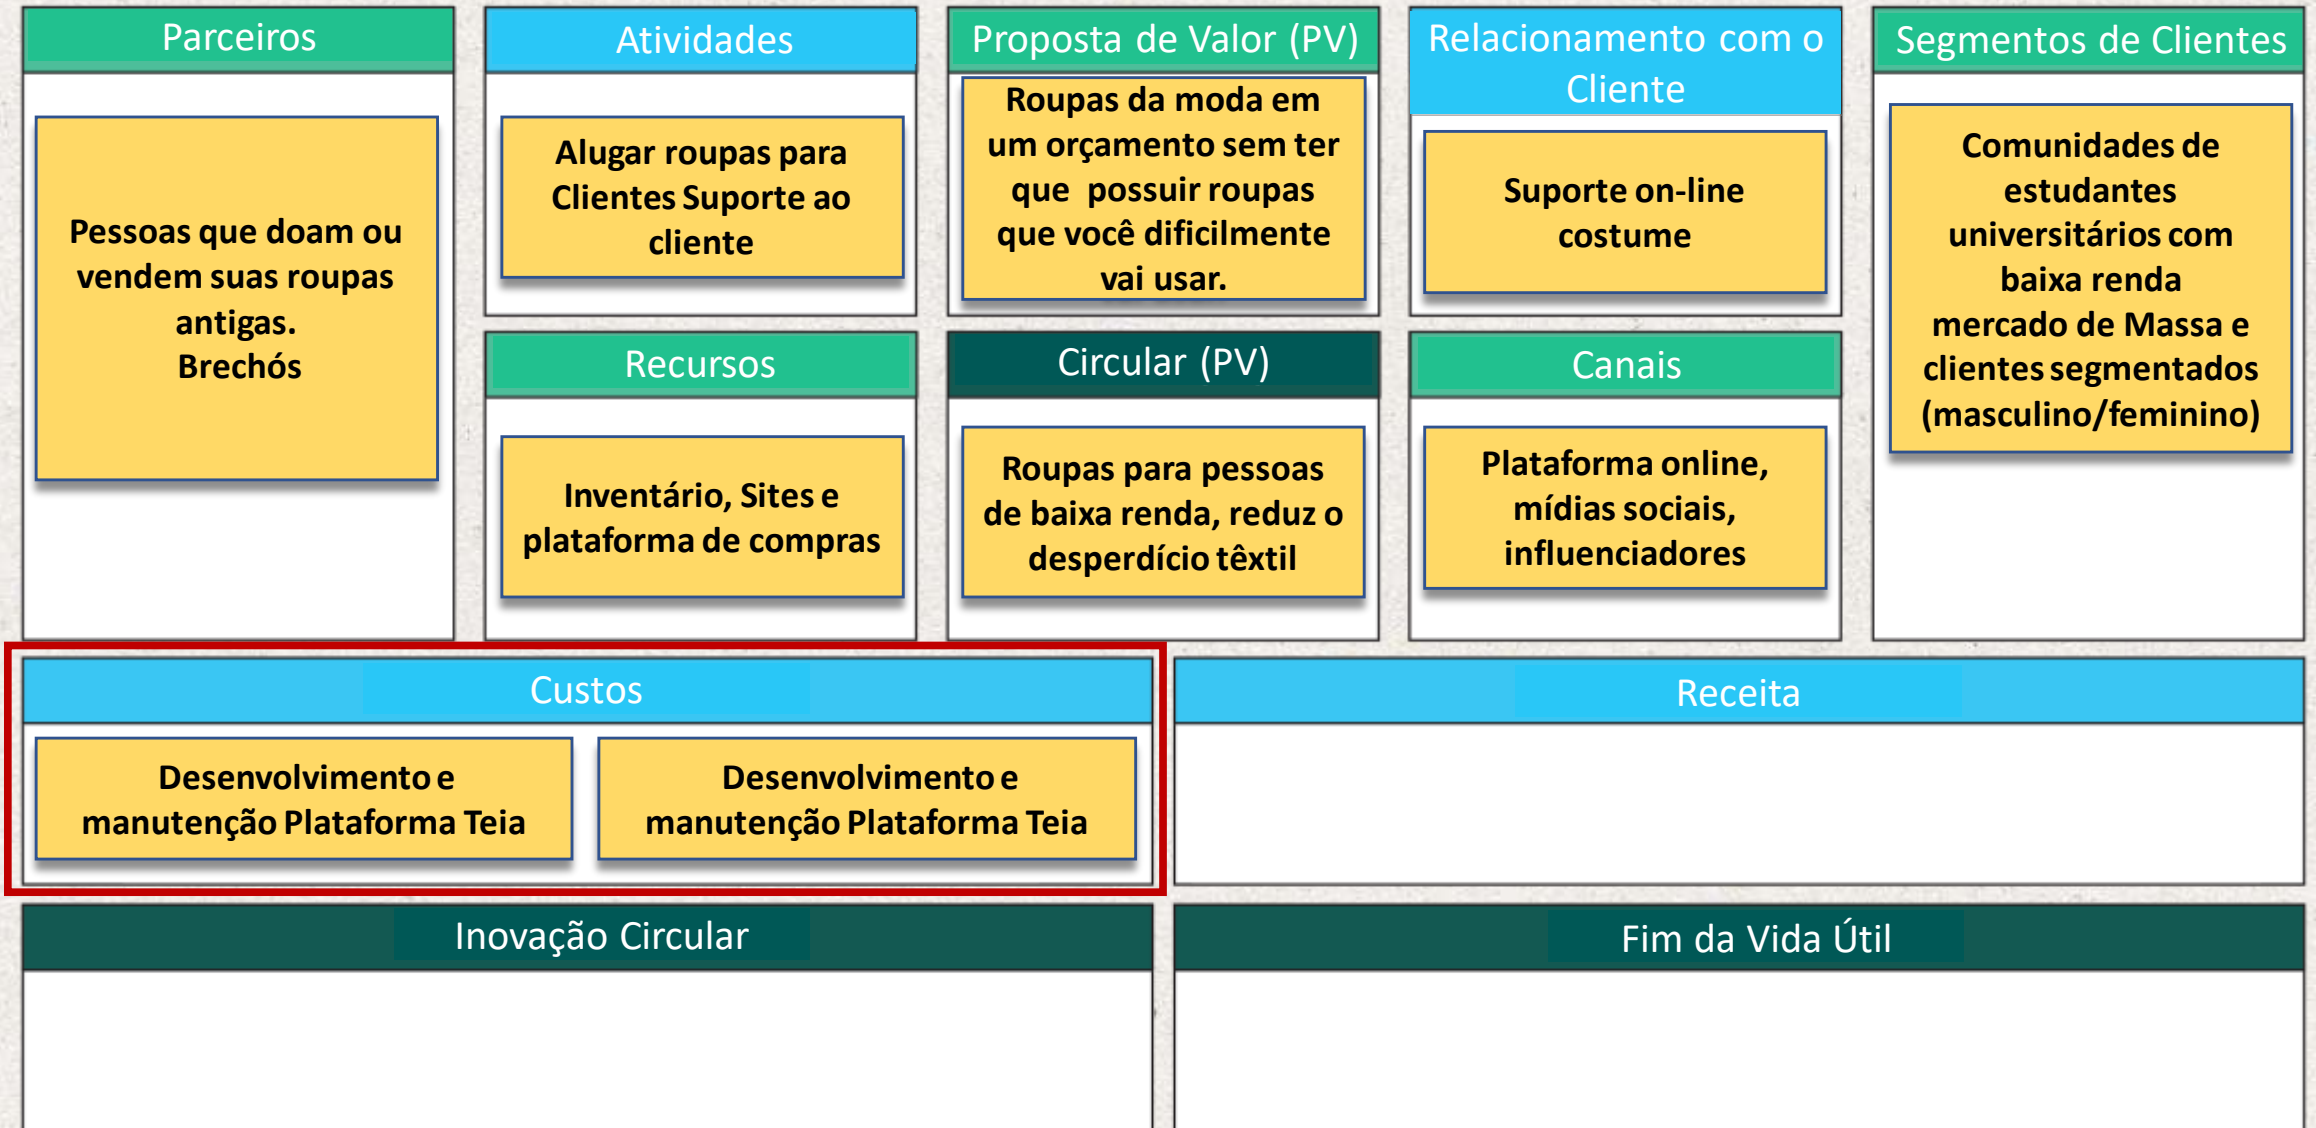 Parceiros
Pessoas que doam ou
vendem suas roupas
antigas.
Brechós
Atividades
Alugar roupas para
Clientes Suporte ao
cliente
Recursos
Inventário, Sites e
plataforma de compras
Proposta de Valor (PV)
Roupas da moda em
um orçamento sem ter
que possuir roupas
que você dificilmente
vai usar.
Circular (PV)
Roupas para pessoas
de baixa renda, reduz o
desperdício têxtil
Relacionamento com o
Cliente
Suporte on-line
costume
Canais
Plataforma online,
mídias sociais,
influenciadores
Segmentos de Clientes
Comunidades de
estudantes
universitários com
baixa renda
mercado de Massa e
clientes segmentados
(masculino/feminino)
Custos
Desenvolvimento e
manutenção Plataforma Teia
Desenvolvimento e
manutenção Plataforma Teia
Receita
Inovação Circular
Fim da Vida Útil